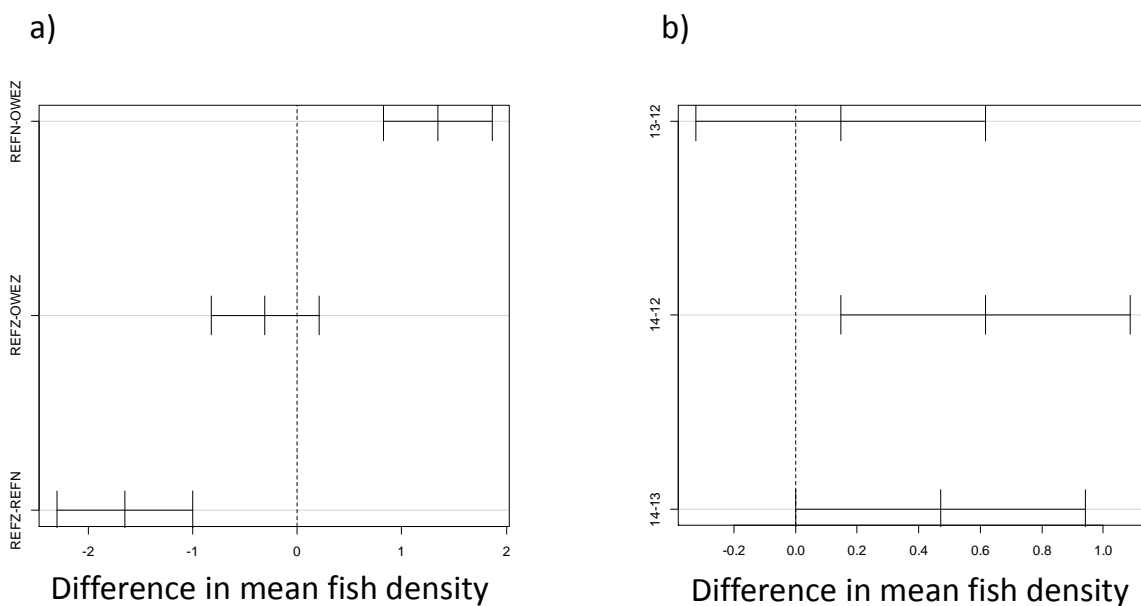 a)
REFN-OWEZ
REFZ-OWEZ
REFZ-REFN
-2 -1 0 1 2
Difference in mean fish density
b)
13-12
14-12
14-13
-0.2 0.0 0.2 0.4 0.6 0.8 1.0
Difference in mean fish density